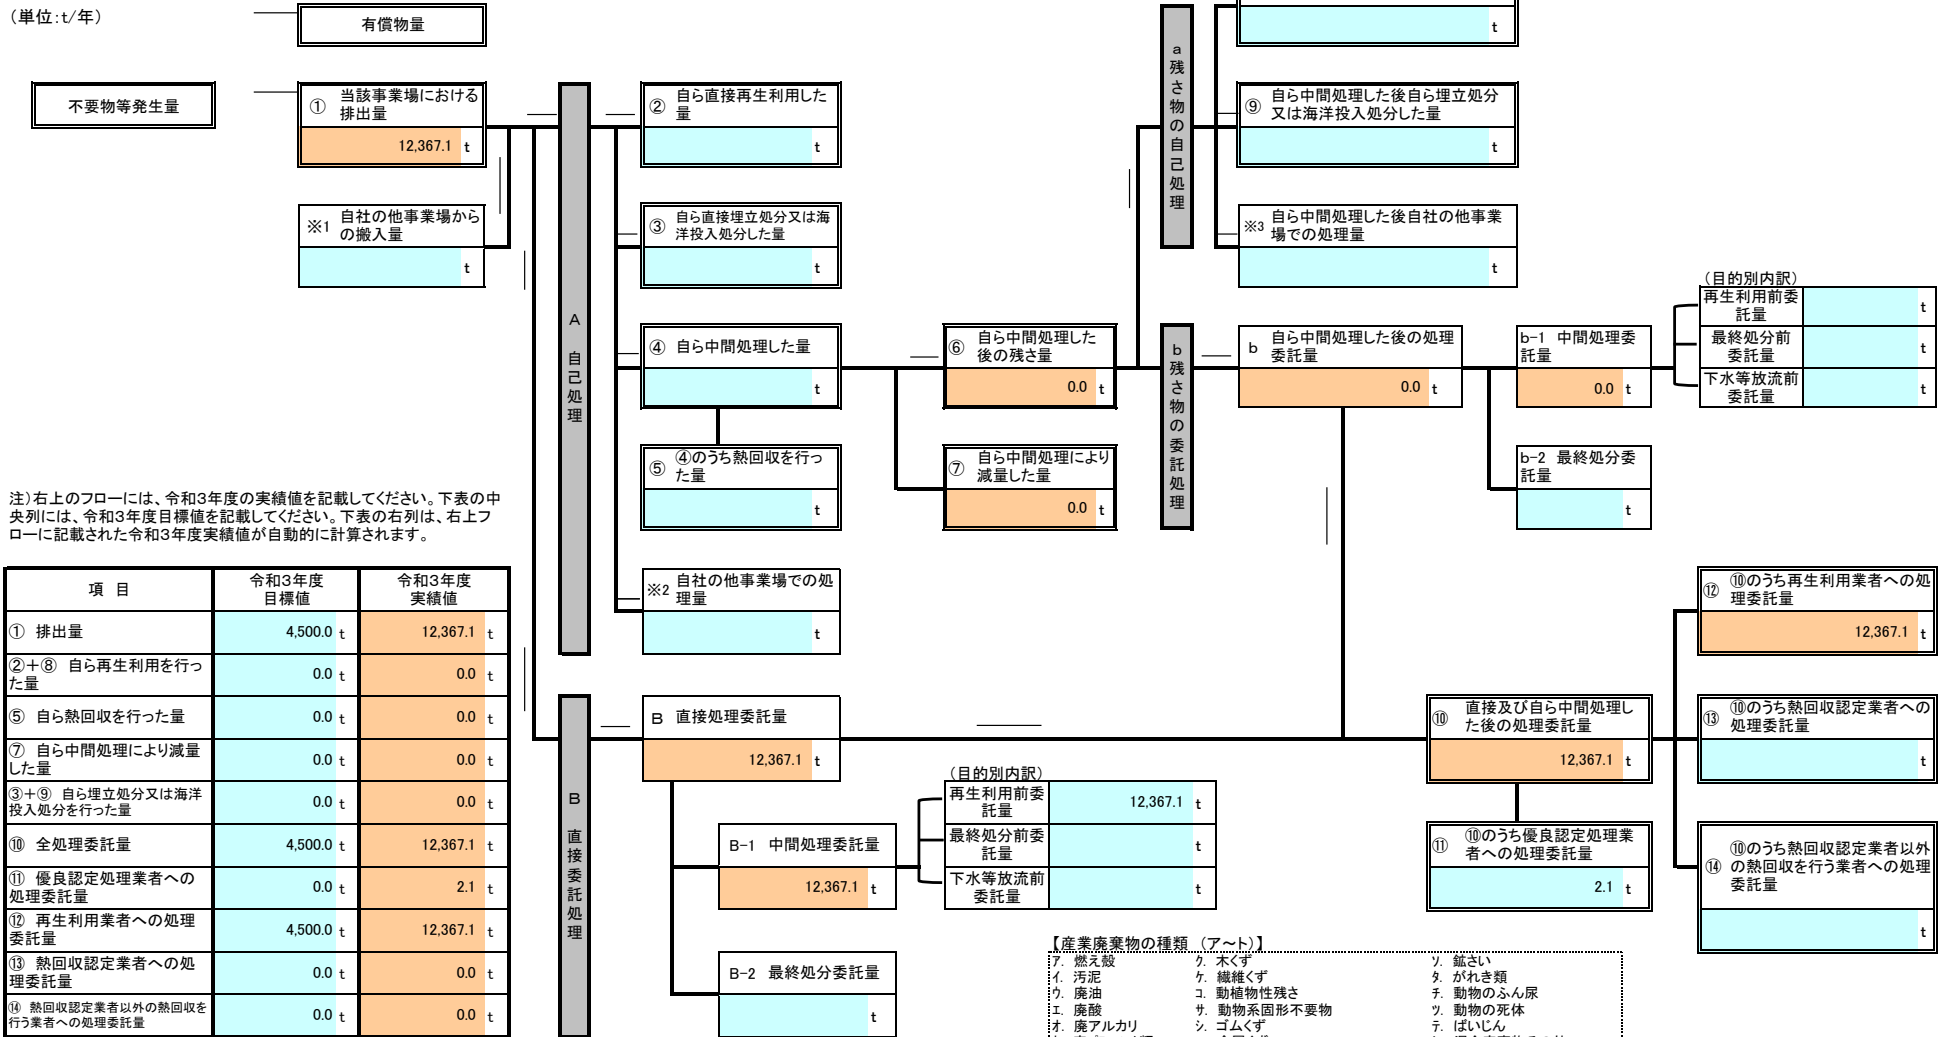 (単位:t/年)
有償物量
不要物等発生量
① 当該事業場における
排出量
12,367.1 t
※1 自社の他事業場から
の搬入量
t
A 自己処理
② 自ら直接再生利用した
量
t
③ 自ら直接埋立処分又は海
洋投入処分した量
t
④ 自ら中間処理した量
t
⑤ ④のうち熱回収を行っ
た量
t
※2 自社の他事業場での処
理量
t
⑥ 自ら中間処理した
後の残さ量
0.0 t
⑦ 自ら中間処理により
減量した量
0.0 t
a 残さ物の自己処理
t
⑨ 自ら中間処理した後自ら埋立処分
又は海洋投入処分した量
t
※3 自ら中間処理した後自社の他事業
場での処理量
t
b 残さ物の委託処理
b 自ら中間処理した後の処理
委託量
0.0 t
b-1 中間処理委
託量
0.0 t
b-2 最終処分委
託量
t
(目的別内訳)
再生利用前委
託量 t
最終処分前
委託量 t
下水等放流前
委託量 t
注)右上のフローには、令和3年度の実績値を記載してください。下表の中
央列には、令和3年度目標値を記載してください。下表の右列は、右上フ
ローに記載された令和3年度実績値が自動的に計算されます。
項 目 令和3年度
目標値 令和3年度
実績値
① 排出量 4,500.0 t 12,367.1 t
②+⑧ 自ら再生利用を行っ
た量 0.0 t 0.0 t
⑤ 自ら熱回収を行った量 0.0 t 0.0 t
⑦ 自ら中間処理により減量
した量 0.0 t 0.0 t
③+⑨ 自ら埋立処分又は海洋
投入処分を行った量 0.0 t 0.0 t
⑩ 全処理委託量 4,500.0 t 12,367.1 t
⑪ 優良認定処理業者への
処理委託量 0.0 t 2.1 t
⑫ 再生利用業者への処理
委託量 4,500.0 t 12,367.1 t
⑬ 熱回収認定業者への処
理委託量 0.0 t 0.0 t
⑭ 熱回収認定業者以外の熱回収を
行う業者への処理委託量 0.0 t 0.0 t
B 直接委託処理
B 直接処理委託量
12,367.1 t
B-1 中間処理委託量
12,367.1 t
B-2 最終処分委託量
t
(目的別内訳)
再生利用前委
託量 12,367.1 t
最終処分前委
託量 t
下水等放流前
委託量 t
⑩ 直接及び自ら中間処理し
た後の処理委託量
12,367.1 t
⑪ ⑩のうち優良認定処理業
者への処理委託量
2.1 t
⑫ ⑩のうち再生利用業者への処
理委託量
12,367.1 t
⑬ ⑩のうち熱回収認定業者への
処理委託量
t
⑭ ⑩のうち熱回収認定業者以外
の熱回収を行う業者への処理
委託量
t
【産業廃棄物の種類 (ア~ト)】
ア. 燃え殻 ク. 木くず ソ. 鉱さい
イ. 汚泥 ケ. 繊維くず タ. がれき類
ウ. 廃油 コ. 動植物性残さ チ. 動物のふん尿
エ. 廃酸 サ. 動物系固形不要物 ツ. 動物の死体
オ. 廃アルカリ シ. ゴムくず テ. ばいじん